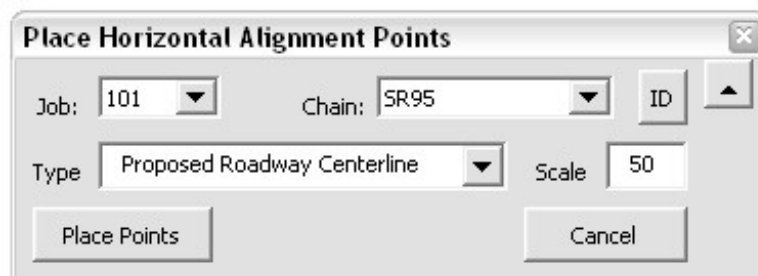 Place Horizontal Alignment Points
Job: 101 Chain: SR95 ID
Type Proposed Roadway Centerline Scale 50
Place Points Cancel